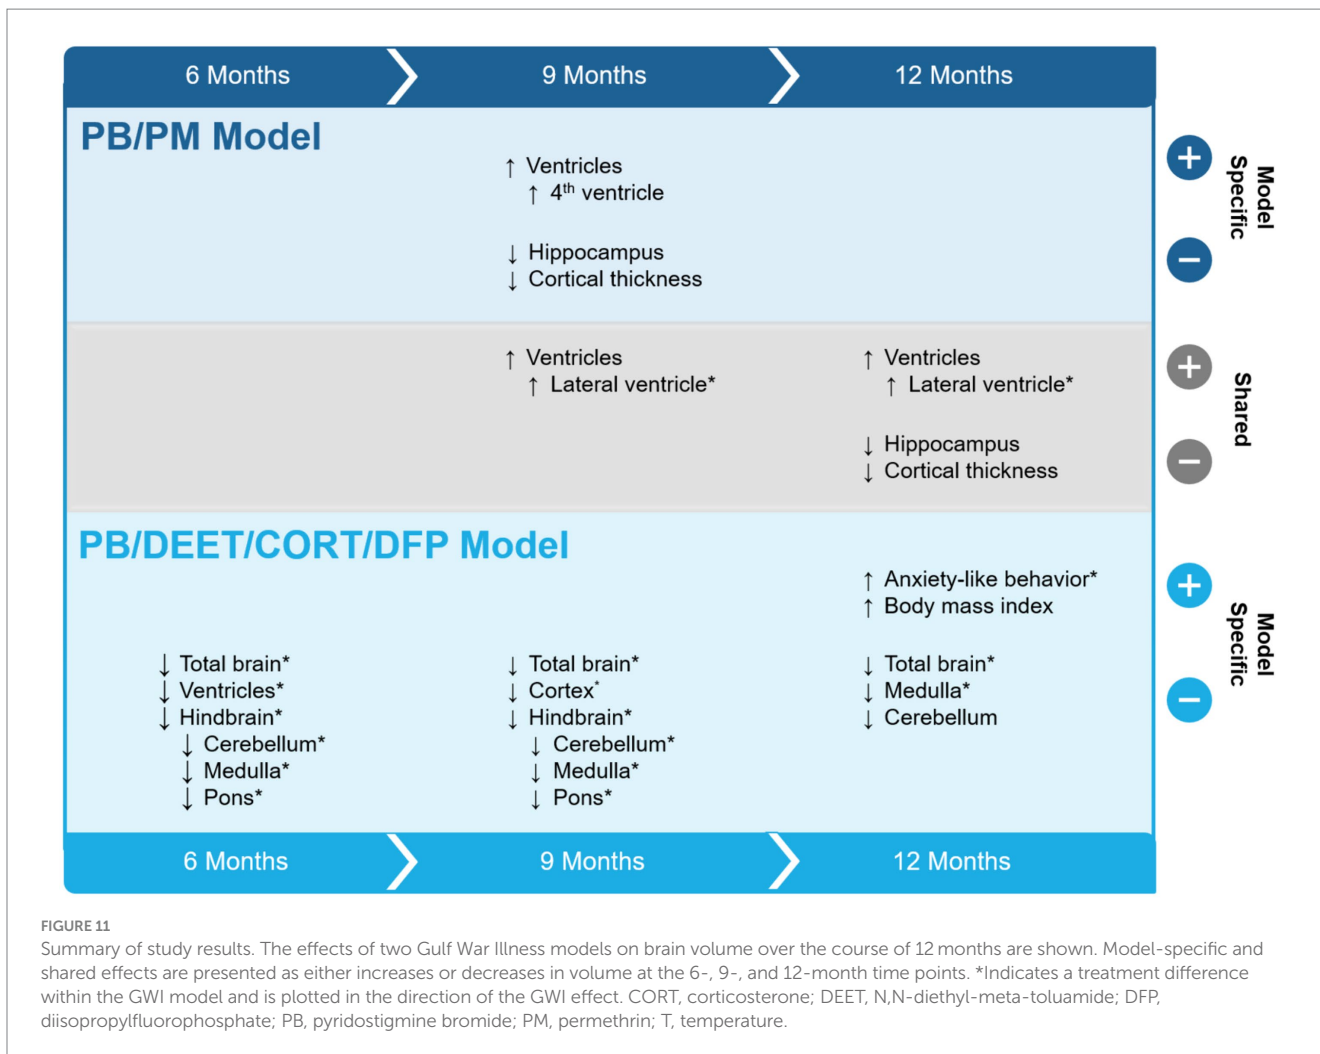 6 Months
9 Months
12 Months
PB/PM Model
↑ Ventricles
↑ 4th ventricle
↓ Hippocampus
↓ Cortical thickness
+
Model
Specific
−
↑ Ventricles
↑ Lateral ventricle*
↑ Ventricles
↑ Lateral ventricle*
↓ Hippocampus
↓ Cortical thickness
+
Shared
−
PB/DEET/CORT/DFP Model
↑ Anxiety-like behavior*
↑ Body mass index
↓ Total brain*
↓ Ventricles*
↓ Hindbrain*
↓ Cerebellum*
↓ Medulla*
↓ Pons*
↓ Total brain*
↓ Cortex*
↓ Hindbrain*
↓ Cerebellum*
↓ Medulla*
↓ Pons*
↓ Total brain*
↓ Medulla*
↓ Cerebellum
+
Model
Specific
−
6 Months
9 Months
12 Months
FIGURE 11
Summary of study results. The effects of two Gulf War Illness models on brain volume over the course of 12 months are shown. Model-specific and
shared effects are presented as either increases or decreases in volume at the 6-, 9-, and 12-month time points. *Indicates a treatment difference
within the GWI model and is plotted in the direction of the GWI effect. CORT, corticosterone; DEET, N,N-diethyl-meta-toluamide; DFP,
diisopropylfluorophosphate; PB, pyridostigmine bromide; PM, permethrin; T, temperature.